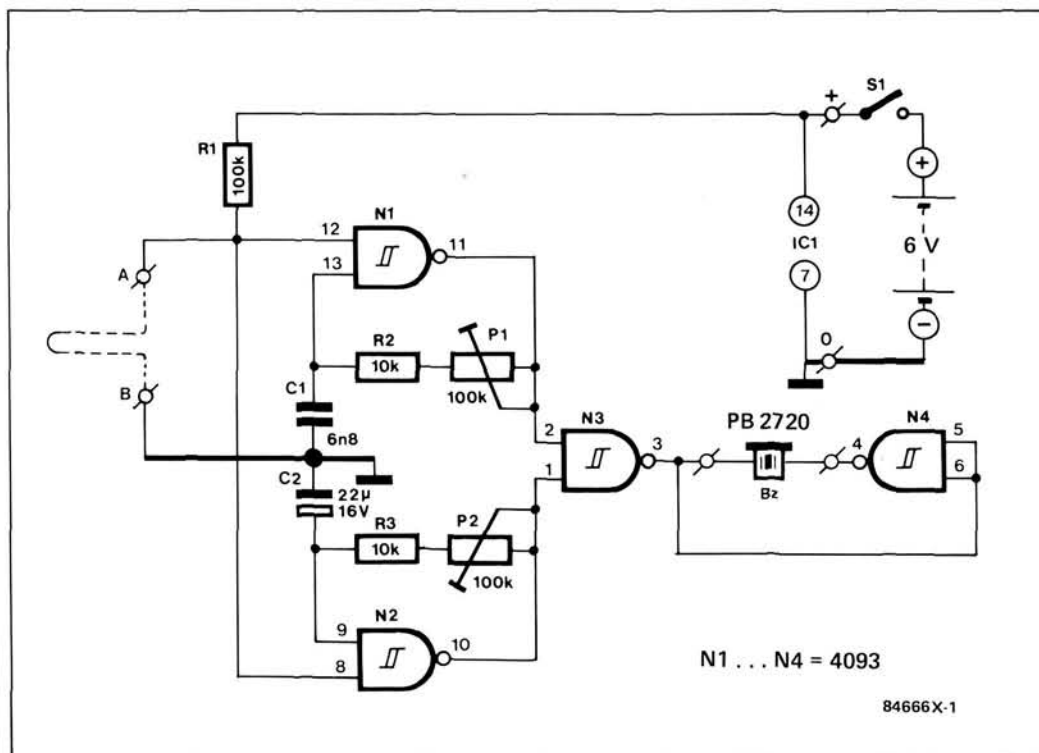 S1
+
R1
100k
+
N1
12
11
14
13
IC1
6 V
A
7
R2
P1
−
0
10k
B
C1
100k
N3
PB 2720
N4
2
5
6n8
3
4
1
6
C2
22µ
Bz
16V
R3
P2
10k
100k
N2
9
10
8
N1 . . . N4 = 4093
84666X-1